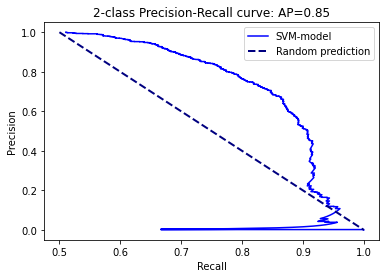 2-class Precision-Recall curve: AP=0.85
SVM-model
Random prediction
Precision
1.0
0.8
0.6
0.4
0.2
0.0
0.5 0.6 0.7 0.8 0.9 1.0
Recall